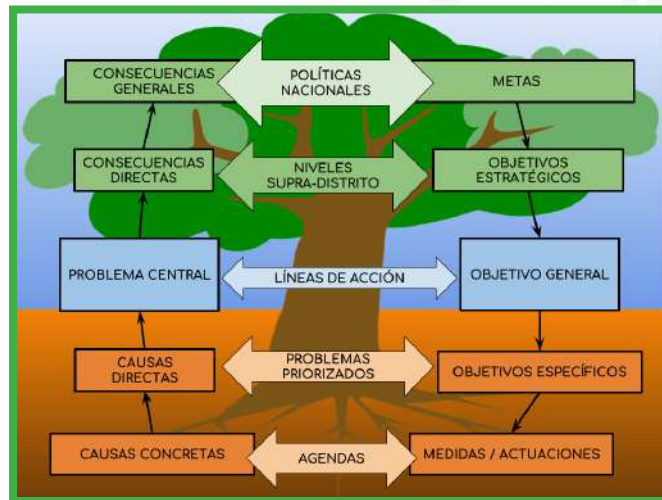 CONSECUENCIAS
GENERALES
POLÍTICAS
NACIONALES
METAS
CONSECUENCIAS
DIRECTAS
NIVELES
SUPRA-DISTRITO
OBJETIVOS
ESTRATÉGICOS
PROBLEMA CENTRAL
LÍNEAS DE ACCIÓN
OBJETIVO GENERAL
CAUSAS
DIRECTAS
PROBLEMAS
PRIORIZADOS
OBJETIVOS ESPECÍFICOS
CAUSAS CONCRETAS
AGENDAS
MEDIDAS / ACTUACIONES